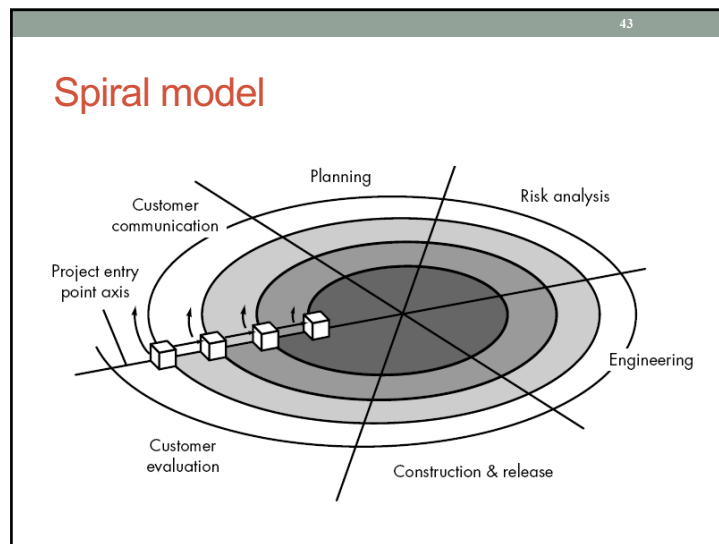 43
Spiral model
Planning
Risk analysis
Customer
communication
Project entry
point axis
Engineering
Customer
evaluation
Construction & release